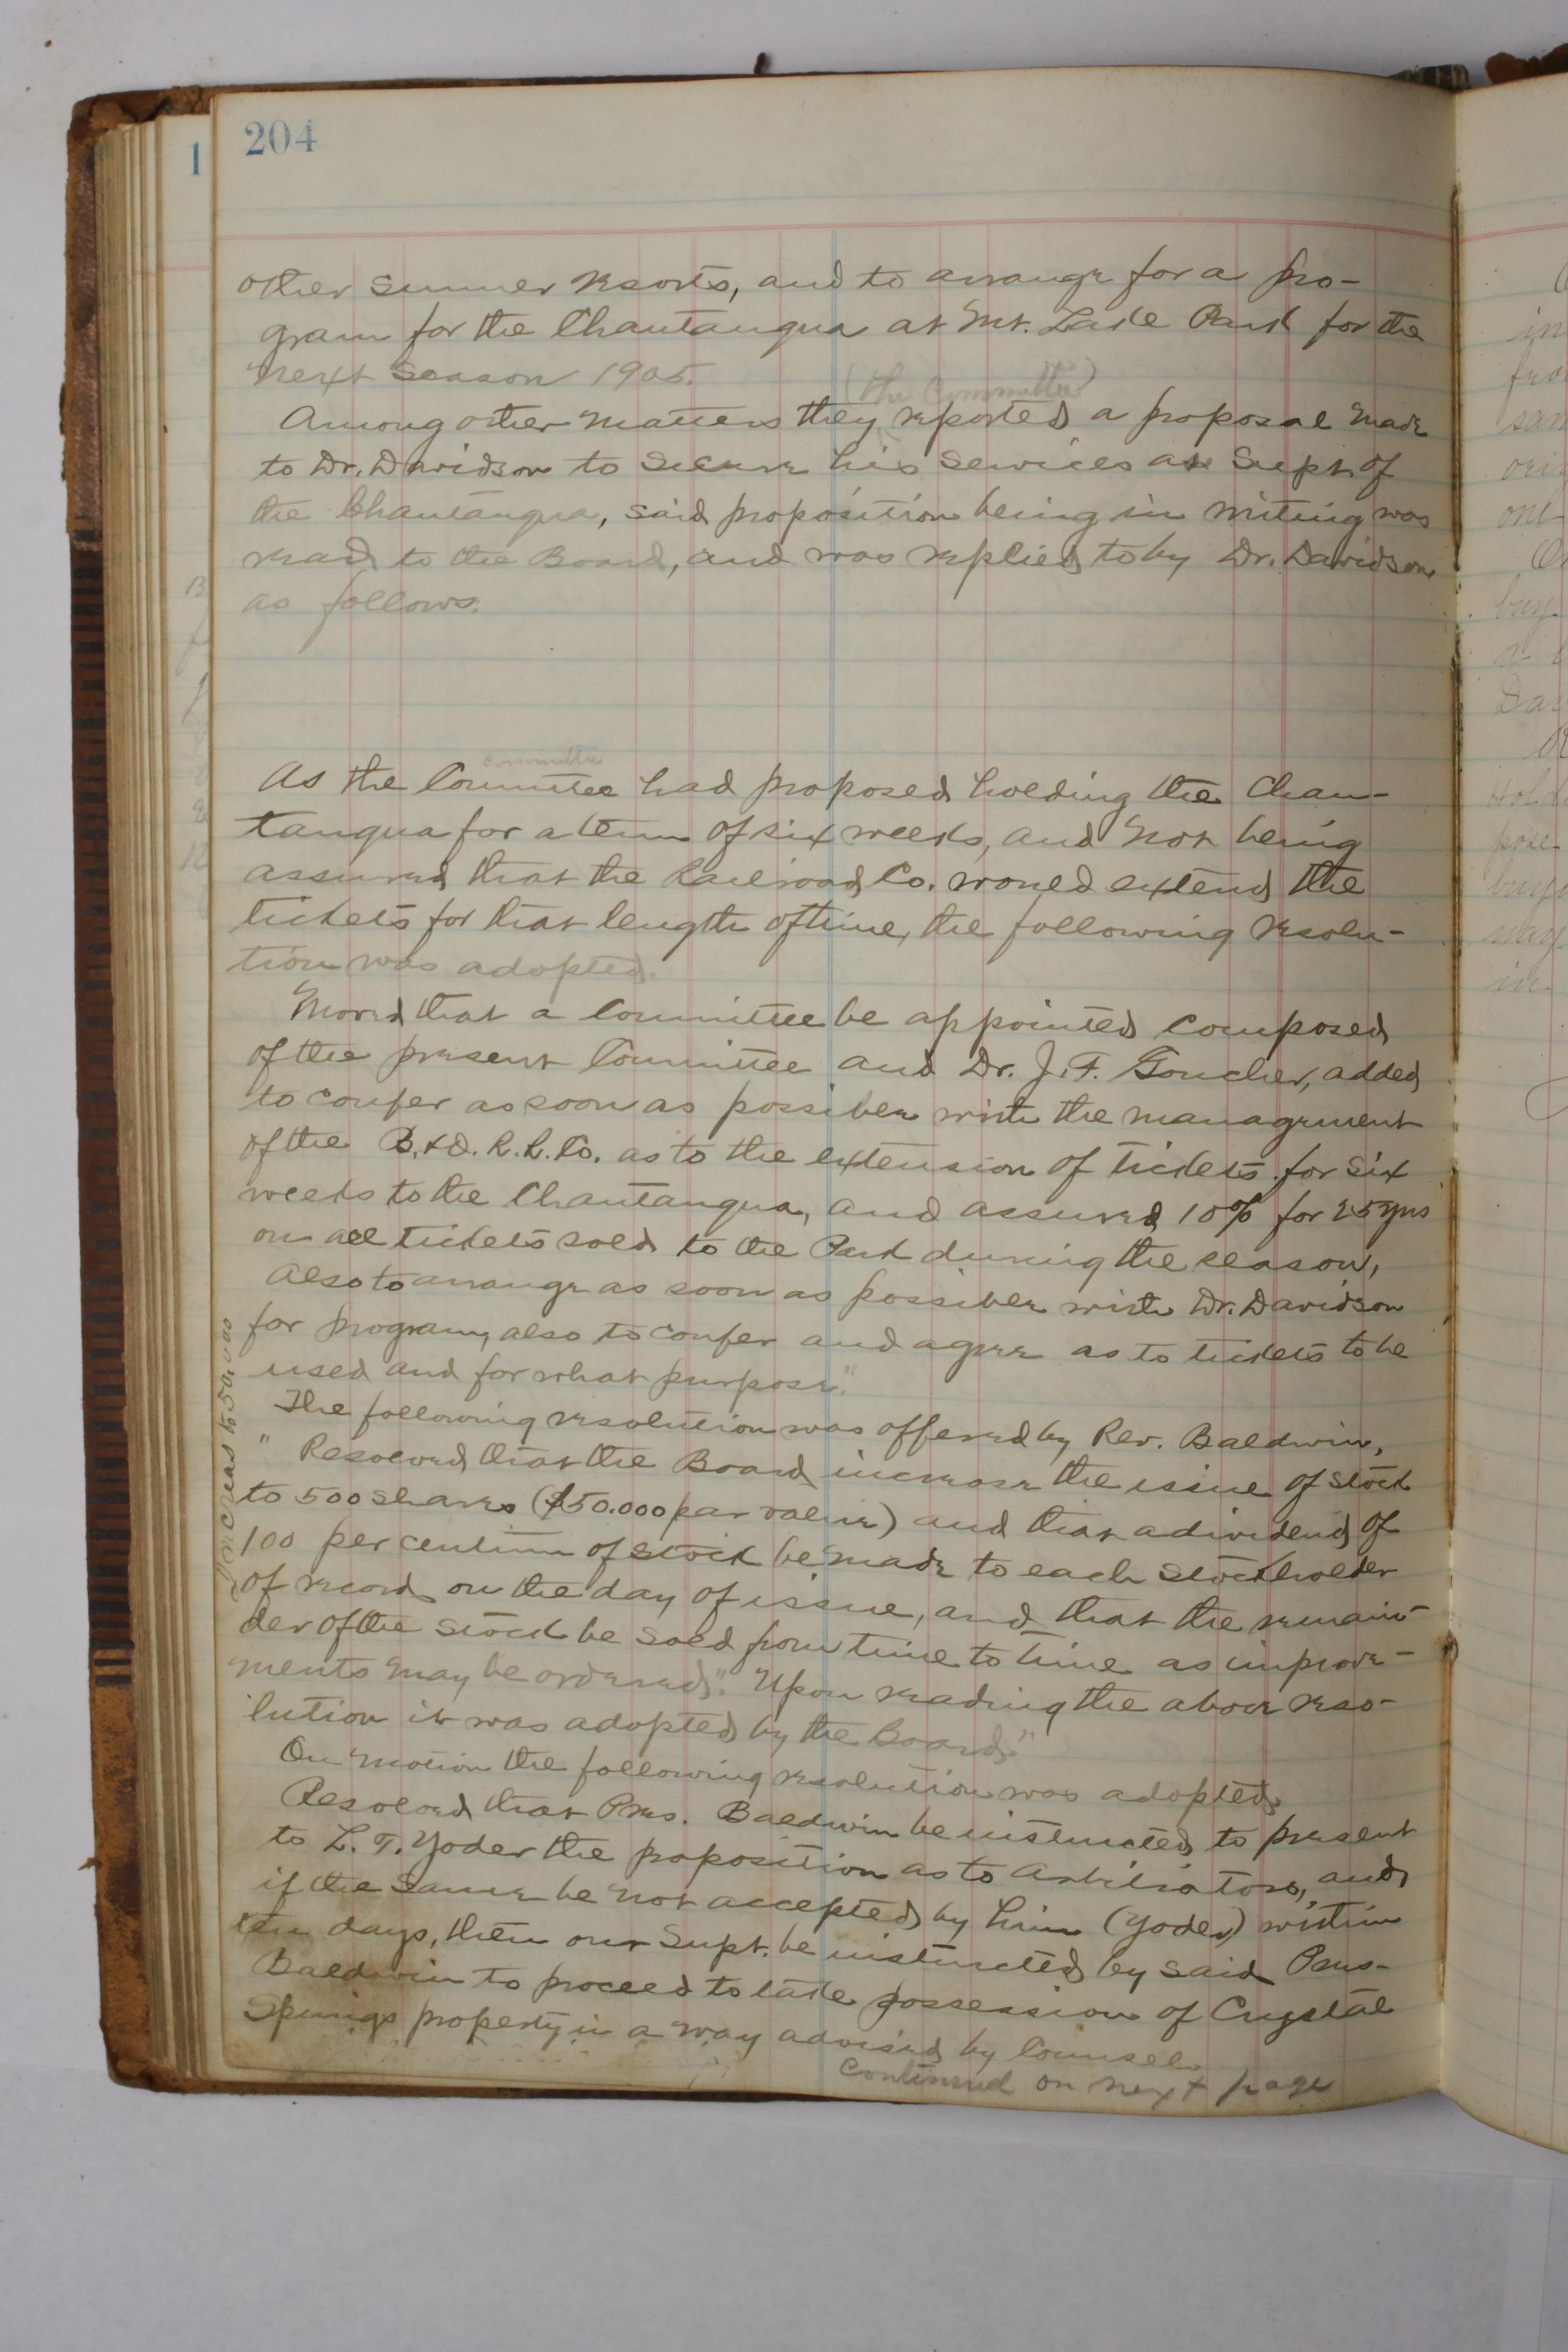 204
other summer resorts, and to arrange for a pro-
gram for the Chautauqua at Mt. Lake Park for the
next season 1905.
(the Committee)
Among other matters they reported a proposal made
to Dr. Davidson to secure his services as Supt. of
the Chautauqua, said proposition being in writing was
read to the Board, and was replied to by Dr. Davidson
as follows.
committee
As the Committee had proposed holding the Chau-
tauqua for a term of six weeks, and not being
assured that the Railroad Co. would extend the
tickets for that length of time, the following resolu-
tion was adopted.
Moved that a Committee be appointed composed
of the present Committee and Dr. J. F. Goucher, added
to confer as soon as possible with the management
of the B. & O. R. R. Co. as to the extension of tickets for six
weeks to the Chautauqua, and assured 10% for 25 yrs
on all tickets sold to the Park during the season,
Also to arrange as soon as possible with Dr. Davidson
for program, also to confer and agree as to tickets to be
used and for what purpose."
The following resolution was offered by Rev. Baldwin,
" Resolved that the Board increase the issue of stock
to 500 shares ($50.000 par value) and that a dividend of
100 per centum of stock be made to each stockholder
of record on the day of issue, and that the remain-
der of the stock be sold from time to time as improve-
ments may be ordered." Upon reading the above reso-
lution it was adopted by the Board."
On motion the following resolution was adopted.
Resolved that Pres. Baldwin be instructed to present
to L. T. Yoder the proposition as to arbitrators, and
if the same be not accepted by him (Yoder) within
ten days, then our Supt. be instructed by said Pres-
Baldwin to proceed to take possession of Crystal
Springs property in a way advised by Counsel.
Continued on next page
Increas to 50,000